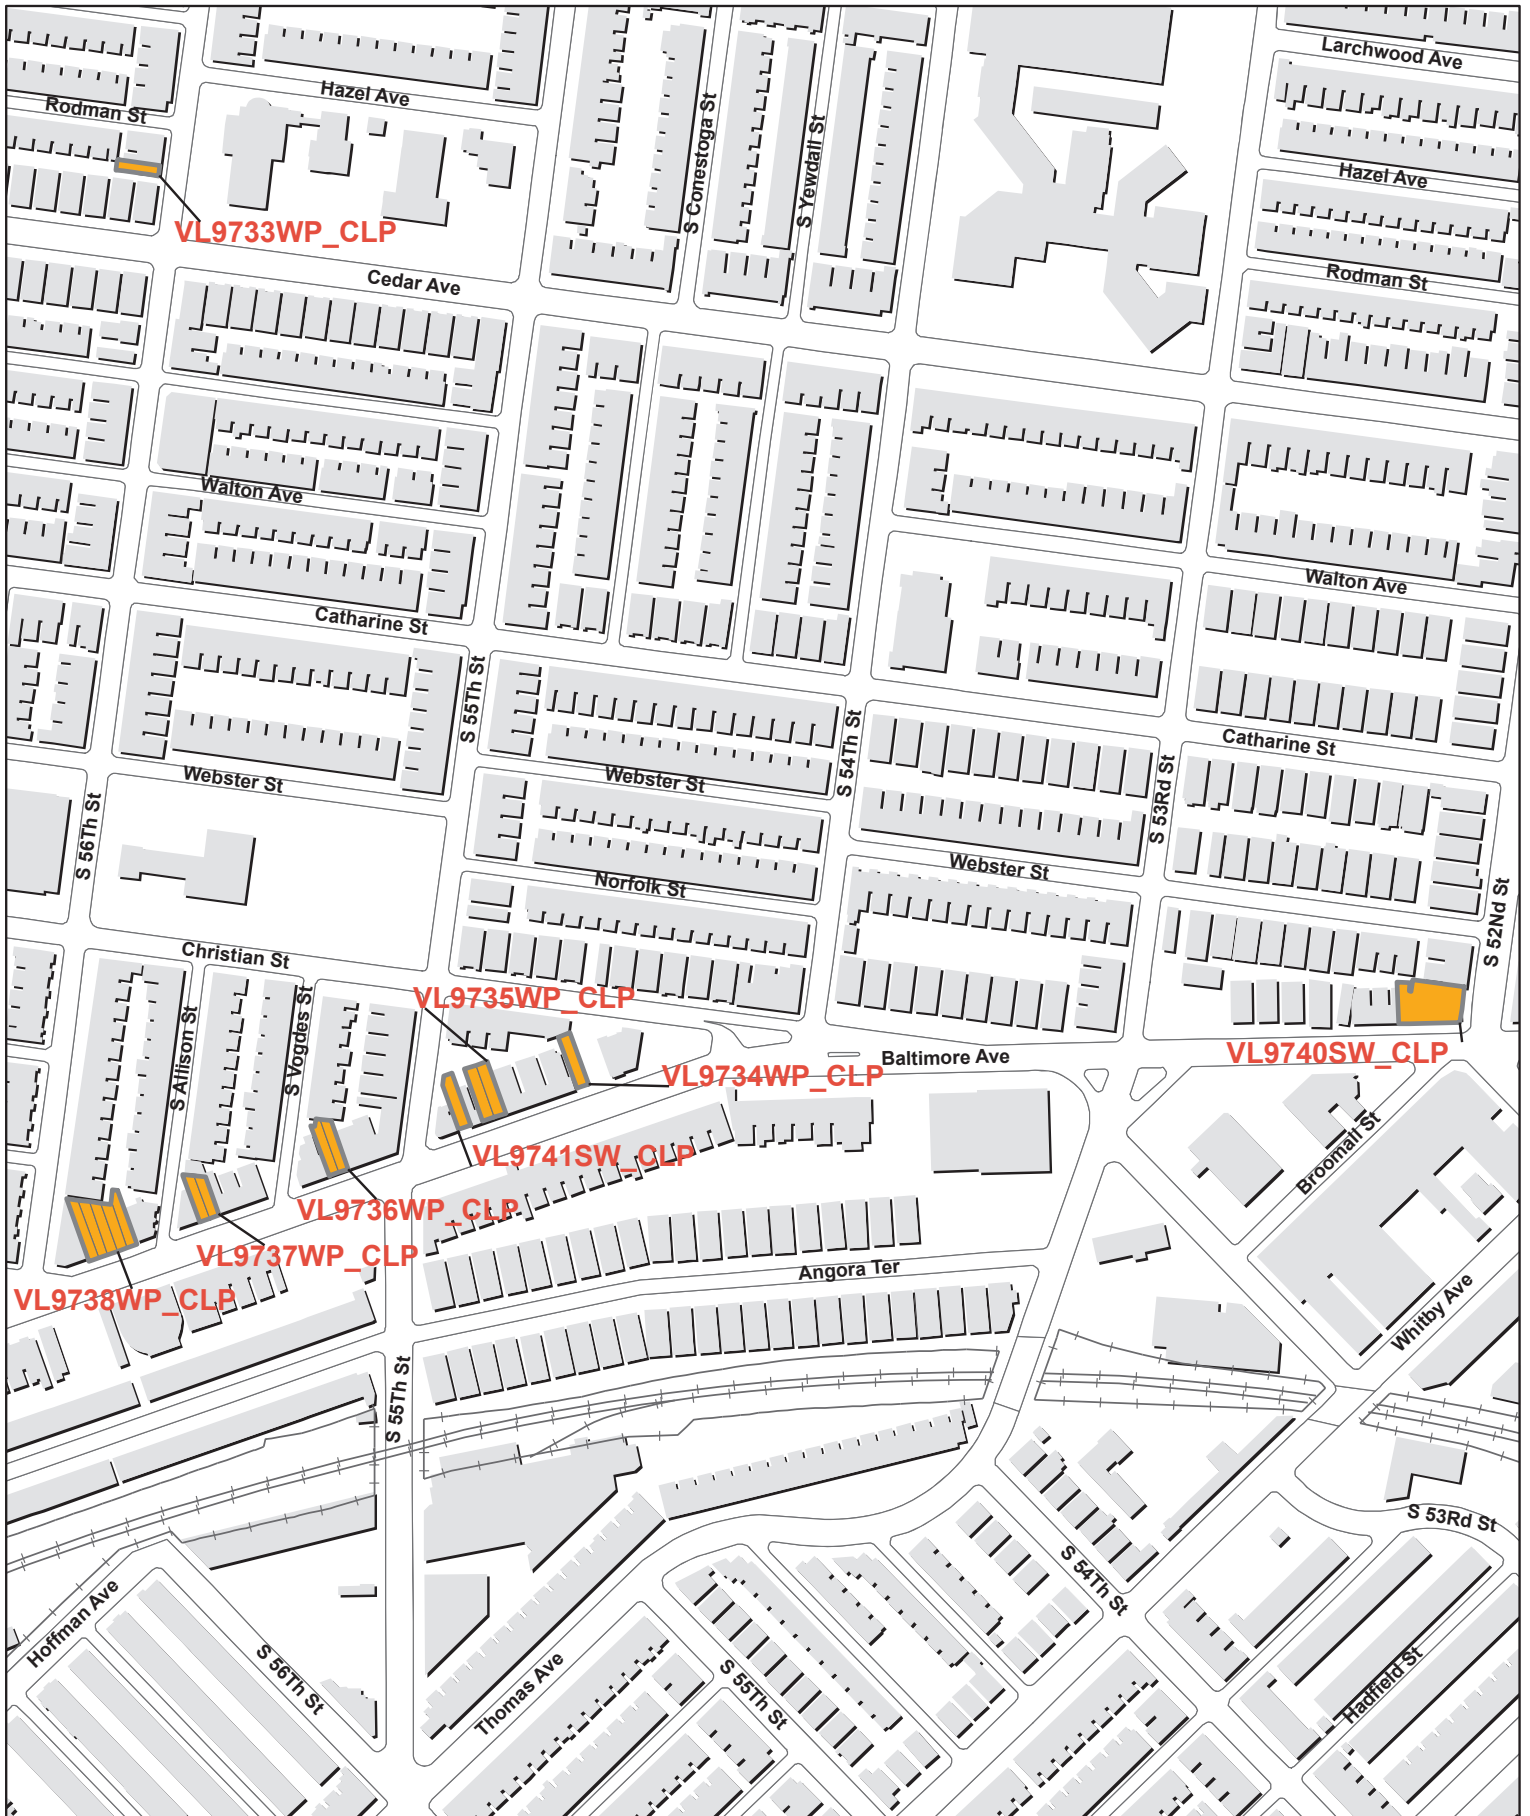 Larchwood Ave
Hazel Ave
Rodman St
S Conestoga St
S Yewdall St
Hazel Ave
VL9733WP_CLP
Cedar Ave
Rodman St
Walton Ave
Walton Ave
Catharine St
S 55Th St
S 54Th St
Catharine St
Webster St
Webster St
S 53Rd St
S 56Th St
Webster St
Norfolk St
S 52Nd St
Christian St
VL9735WP_CLP
S Vogdes St
S Allison St
Baltimore Ave
VL9740SW_CLP
VL9734WP_CLP
VL9741SW_CLP
Broomall St
VL9736WP_CLP
VL9737WP_CLP
Angora Ter
VL9738WP_CLP
Whitby Ave
S 55Th St
S 53Rd St
S 54Th St
Hoffman Ave
S 56Th St
Thomas Ave
S 55Th St
Hadfield St